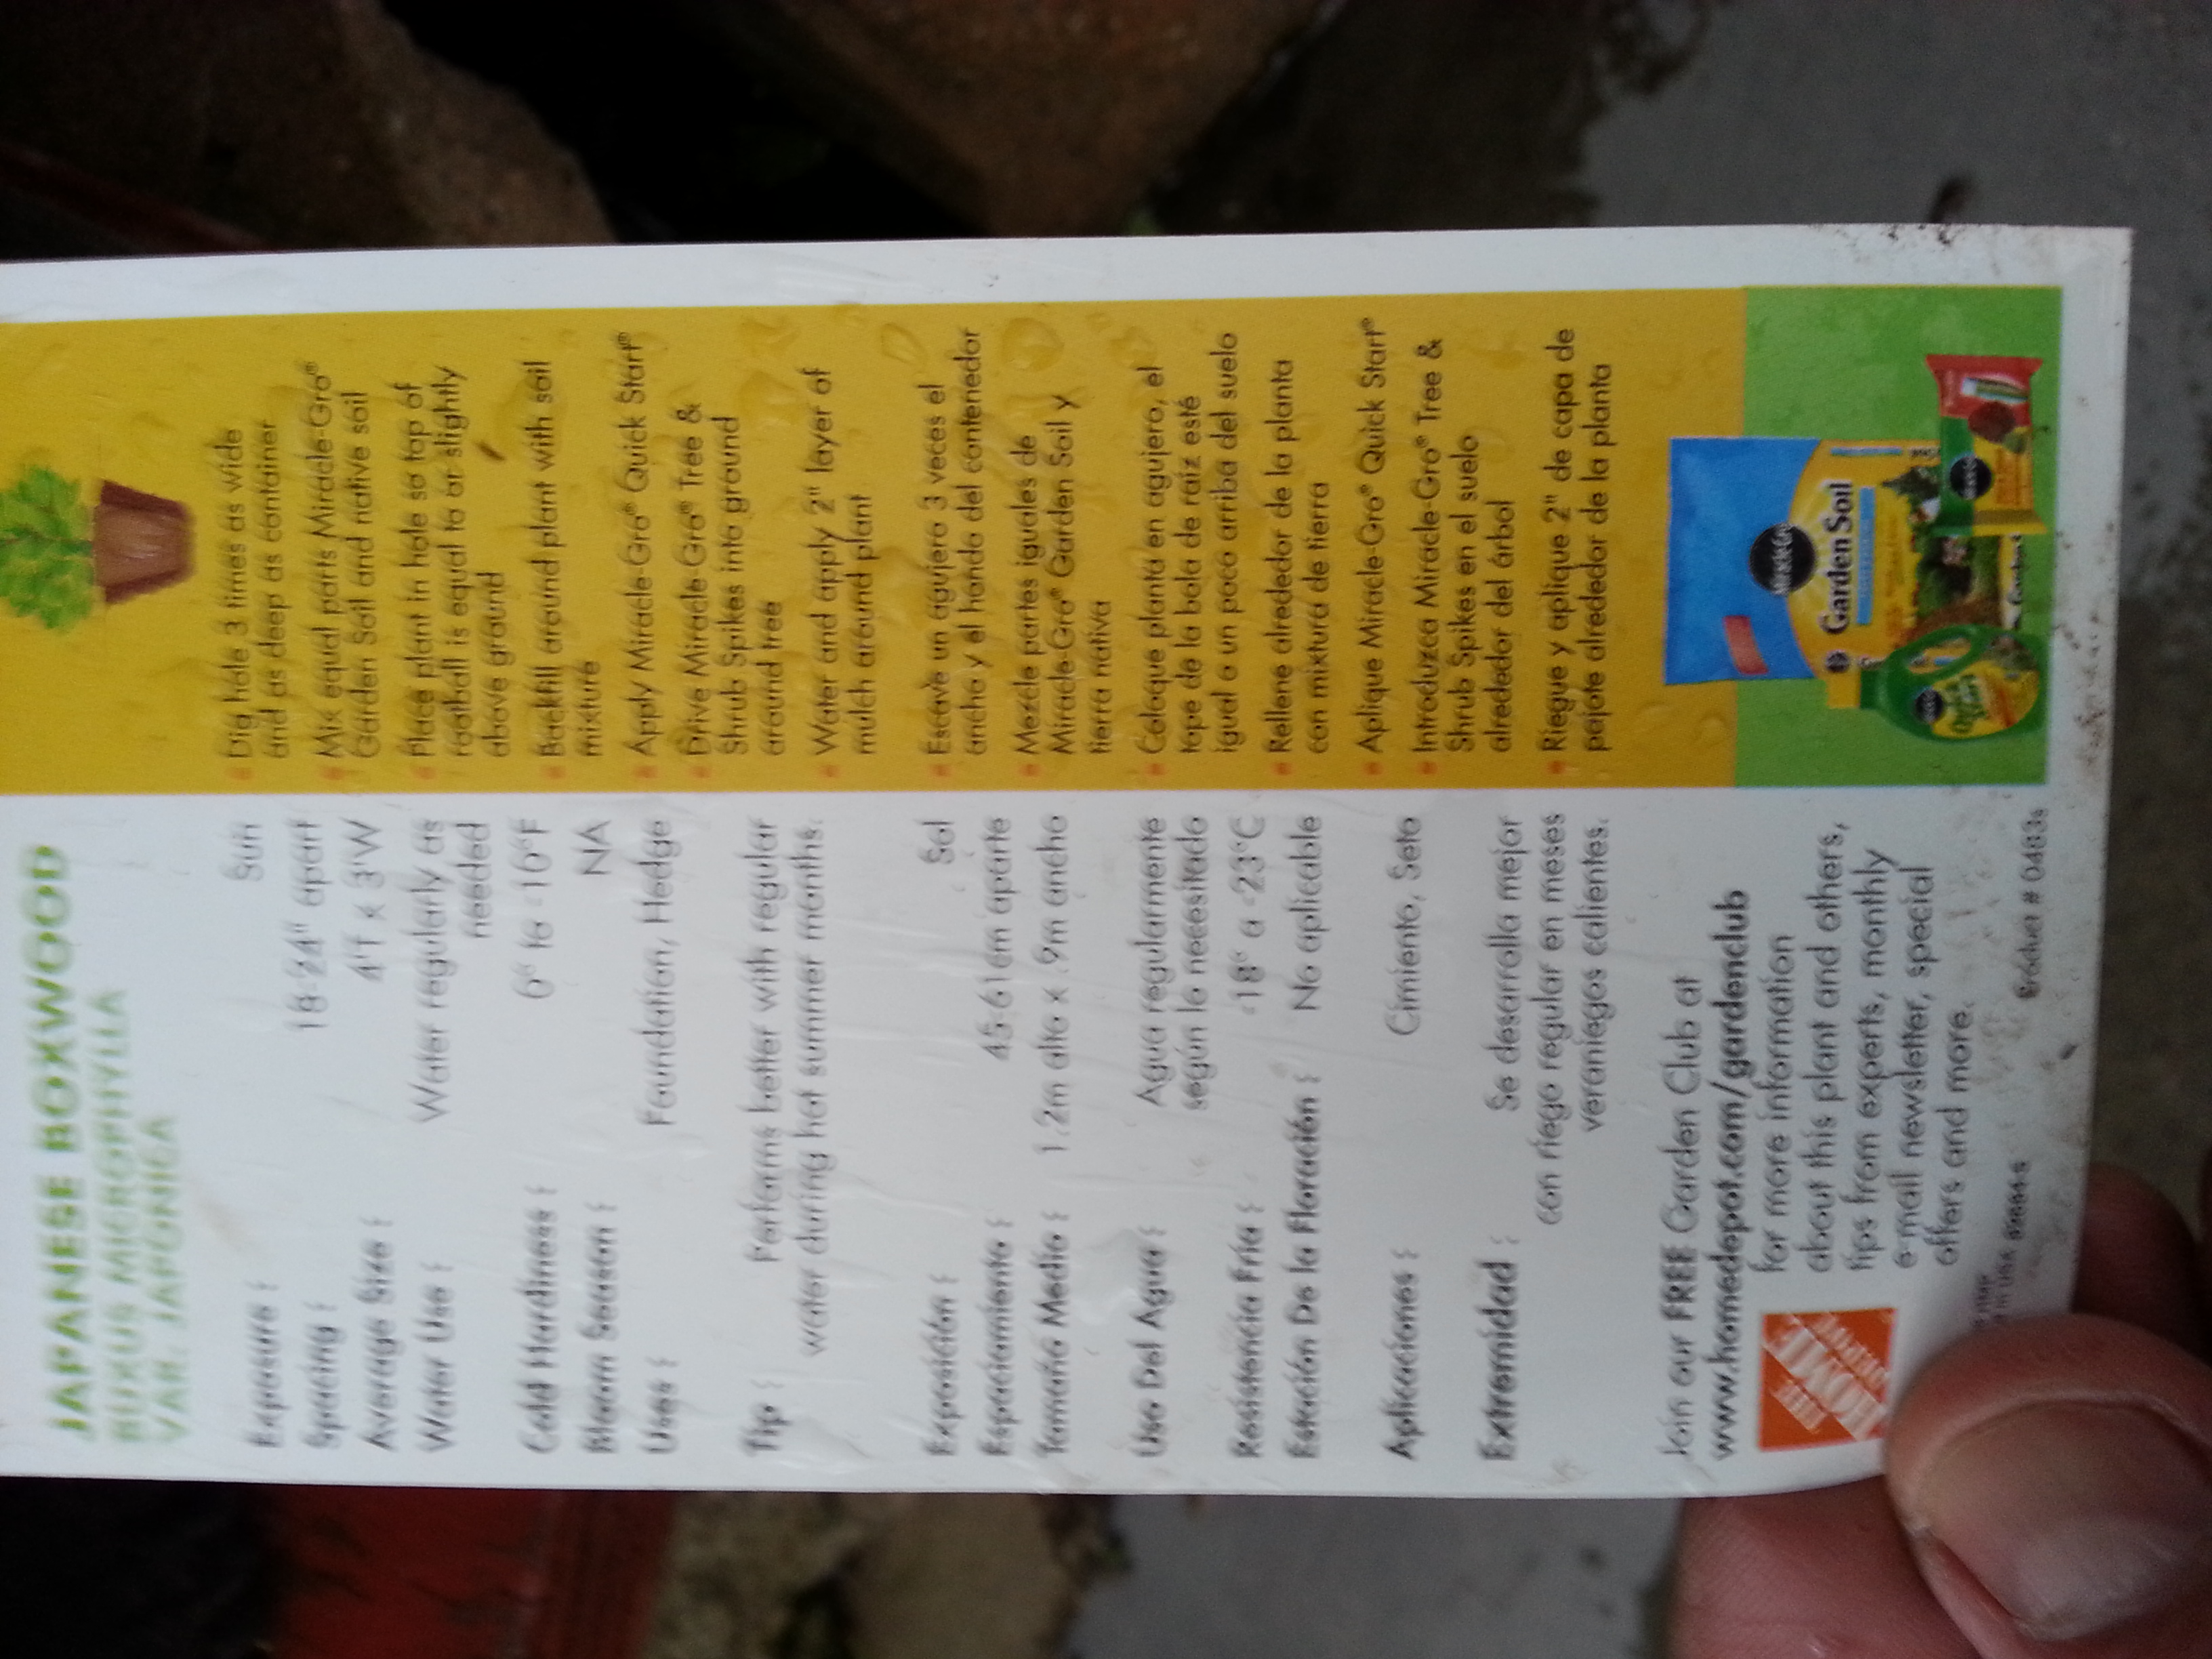 JAPANESE BOXWOOD
BUXUS MICROPHYLLA
VAR. JAPONICA
Exposure : Sun
Spacing : 18-24" apart
Average Size : 4'T x 3'W
Water Use : Water regularly as
needed
Cold Hardiness : 0° to -10°F
Bloom Season : NA
Uses : Foundation, Hedge
Tip : Performs better with regular
water during hot summer months.
Exposición : Sol
Espaciamiento : 45-61cm aparte
Tamaño Medio : 1.2m alto x .9m ancho
Uso Del Agua : Agua regularmente
según lo necesitado
Resistencia Fría : -18° a -23°C
Estación De la Floración : No aplicable
Aplicaciones : Cimiento, Seto
Extremidad : Se desarrolla mejor
con riego regular en meses
veraniegos calientes.
Join our FREE Garden Club at
www.homedepot.com/gardenclub
for more information
about this plant and others,
tips from experts, monthly
e-mail newsletter, special
offers and more.
THE
HOME
DEPOT
HMP
in USA 92664-S
Product # 0483s
Dig hole 3 times as wide
and as deep as container
Mix equal parts Miracle-Gro®
Garden Soil and native soil
Place plant in hole so top of
rootball is equal to or slightly
above ground
Backfill around plant with soil
mixture
Apply Miracle-Gro® Quick Start®
Drive Miracle-Gro® Tree &
Shrub Spikes into ground
around tree
Water and apply 2" layer of
mulch around plant
Escave un agujero 3 veces el
ancho y el hondo del contenedor
Mezcle partes iguales de
Miracle-Gro® Garden Soil y
tierra nativa
Coloque planta en agujero, el
tope de la bola de raíz esté
igual o un poco arriba del suelo
Rellene alrededor de la planta
con mixtura de tierra
Aplique Miracle-Gro® Quick Start®
Introduzca Miracle-Gro® Tree &
Shrub Spikes en el suelo
alrededor del árbol
Riegue y aplique 2" de capa de
pajote alrededor de la planta
Miracle-Gro
Garden Soil
Quick
Start
Garden